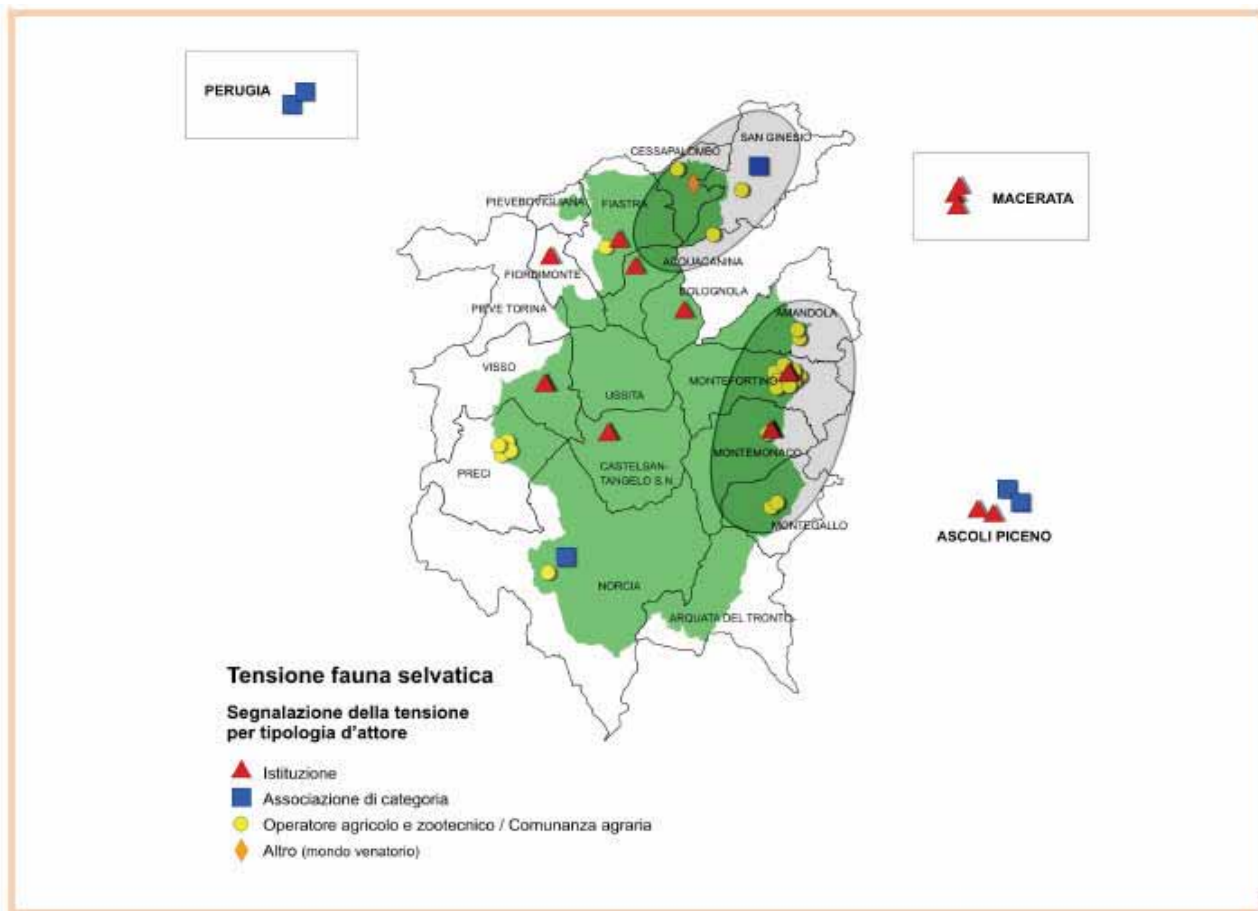 PERUGIA
SAN GINESIO
CESSAPALOMBO
MACERATA
PIEVEBOVIGLIANA
FIASTRA
ACQUACANINA
FIORDIMONTE
BOLOGNOLA
PIEVE TORINA
AMANDOLA
VISSO
MONTEFORTINO
USSITA
MONTEMONACO
PRECI
CASTELSAN-
TANGELO S.N.
MONTEGALLO
ASCOLI PICENO
NORCIA
ARQUATA DEL TRONTO
Tensione fauna selvatica
Segnalazione della tensione
per tipologia d'attore
Istituzione
Associazione di categoria
Operatore agricolo e zootecnico / Comunanza agraria
Altro (mondo venatorio)